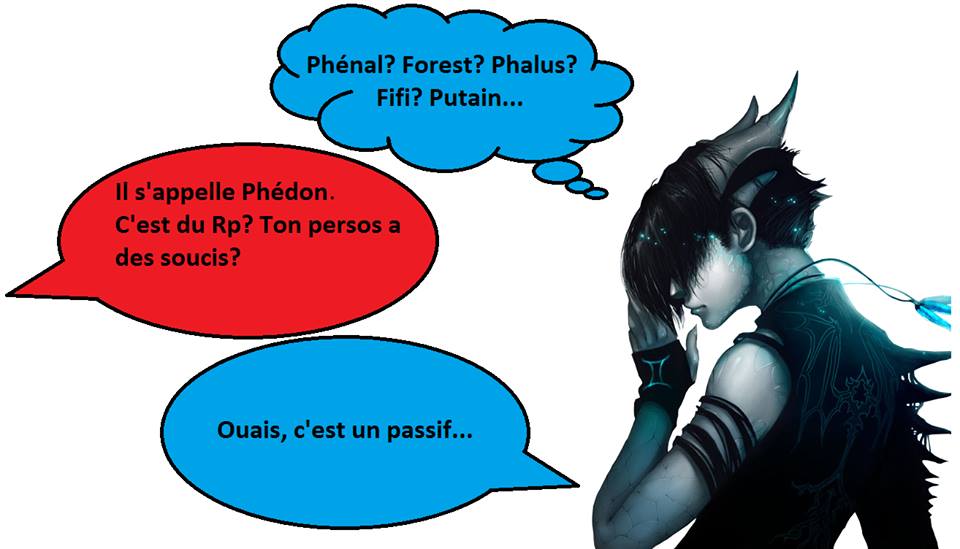 Phénal? Forest? Phalus?
Fifi? Putain...
Il s'appelle Phédon.
C'est du Rp? Ton persos a
des soucis?
Ouais, c'est un passif...